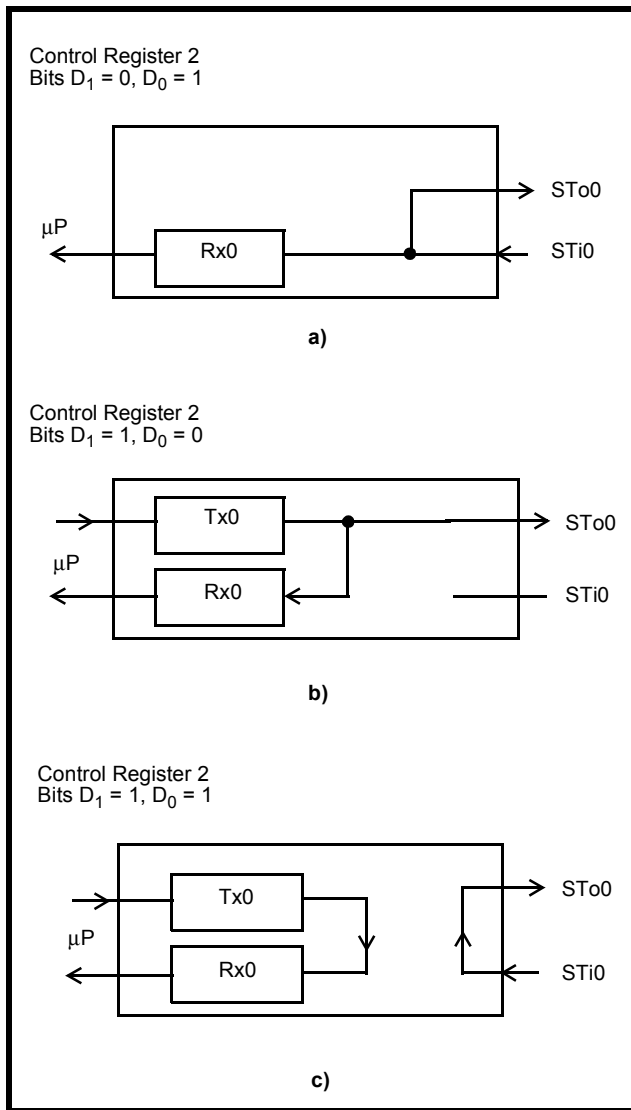 Control Register 2
Bits D₁ = 0, D₀ = 1
STo0
μP
Rx0
STi0
a)
Control Register 2
Bits D₁ = 1, D₀ = 0
Tx0
STo0
μP
Rx0
STi0
b)
Control Register 2
Bits D₁ = 1, D₀ = 1
Tx0
STo0
μP
Rx0
STi0
c)